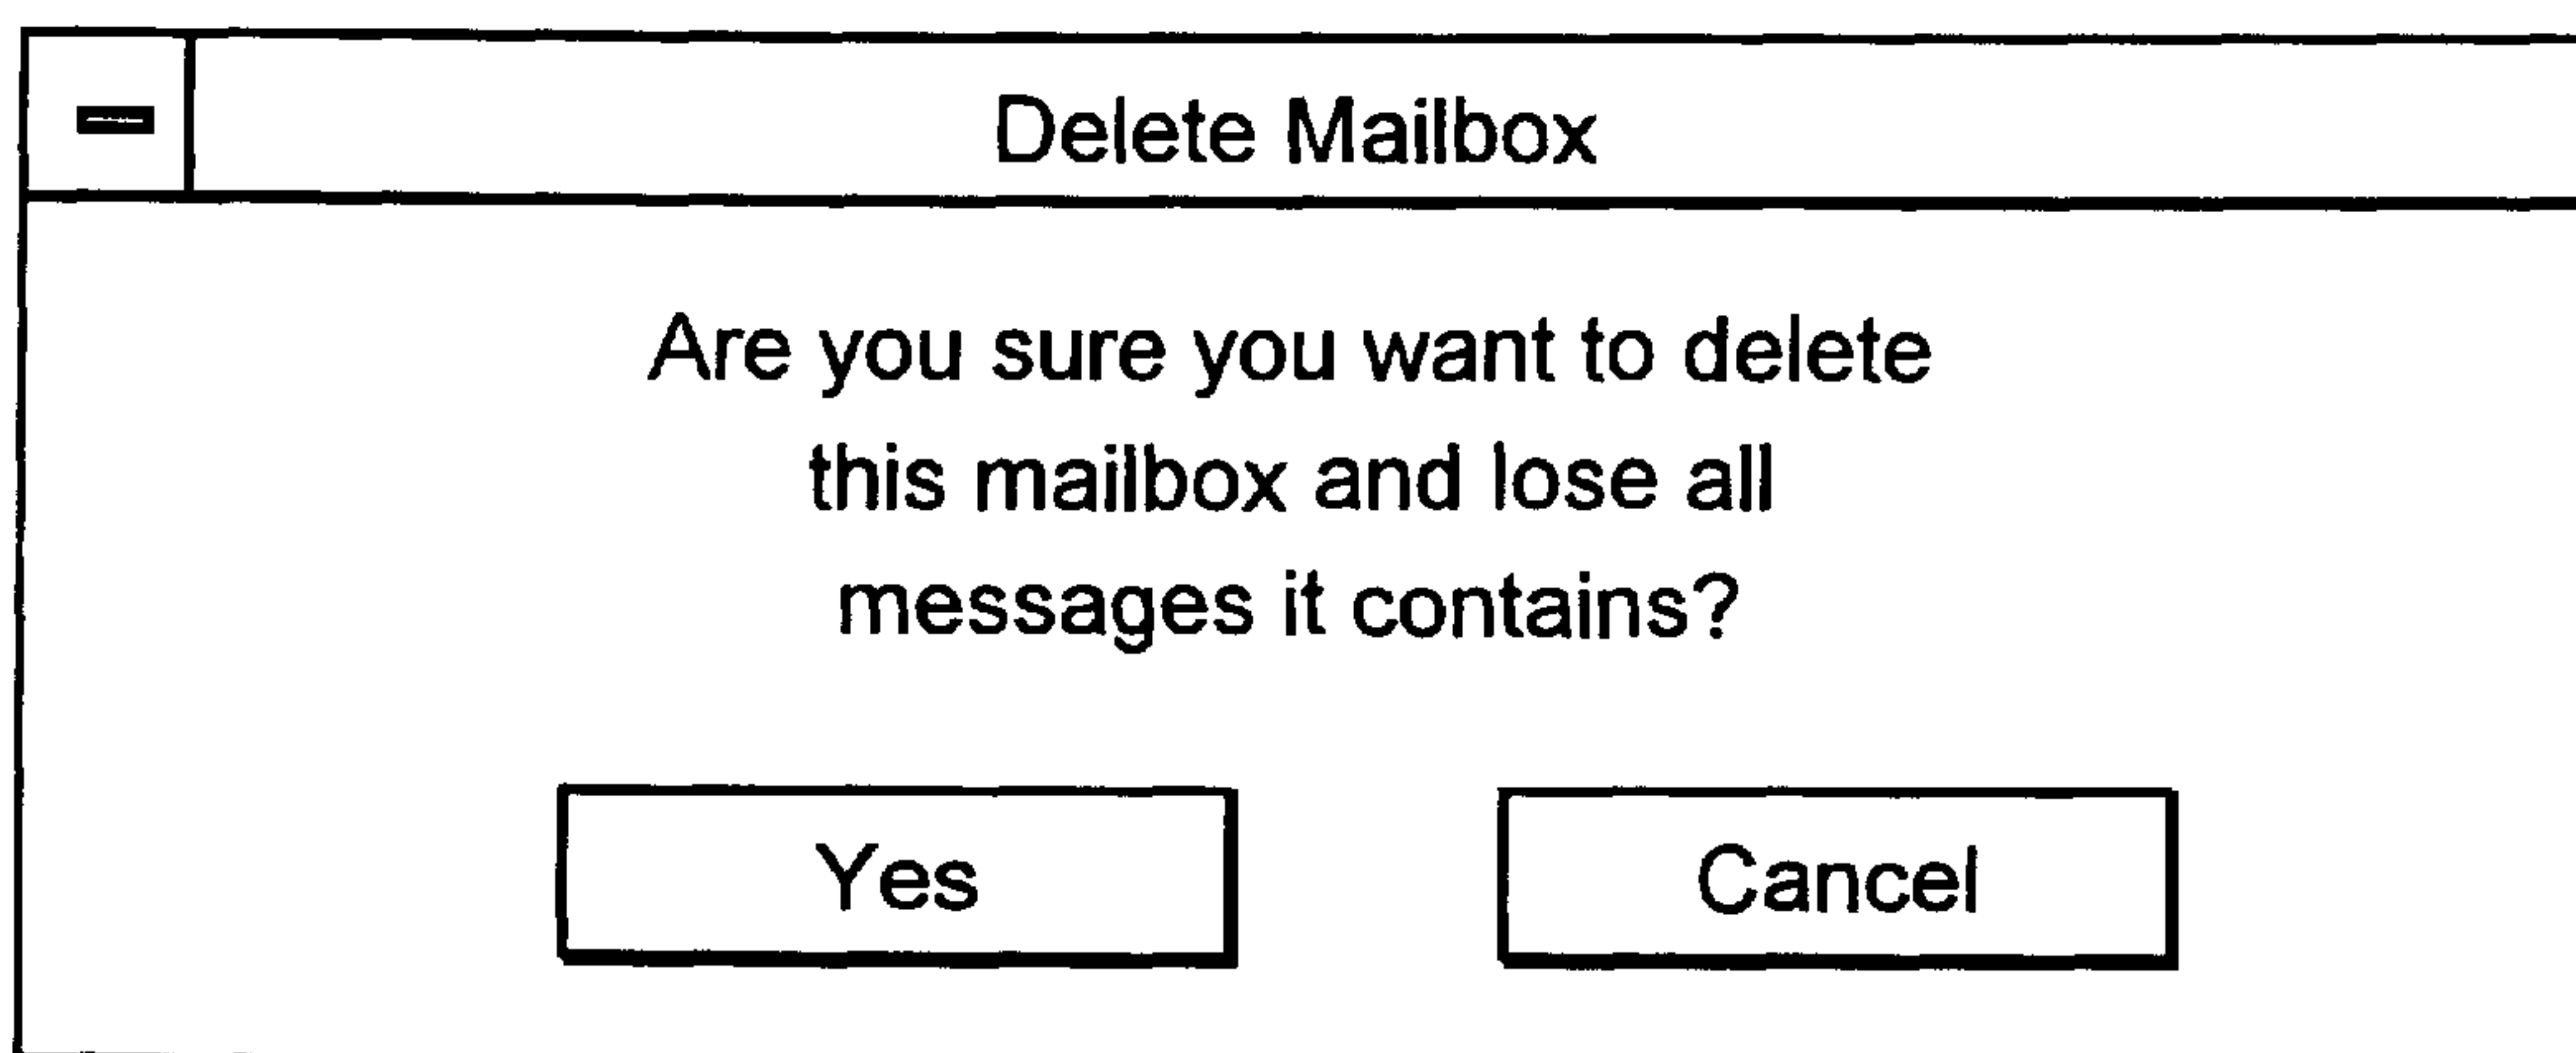 Delete Mailbox
Are you sure you want to delete
this mailbox and lose all
messages it contains?
Yes
Cancel